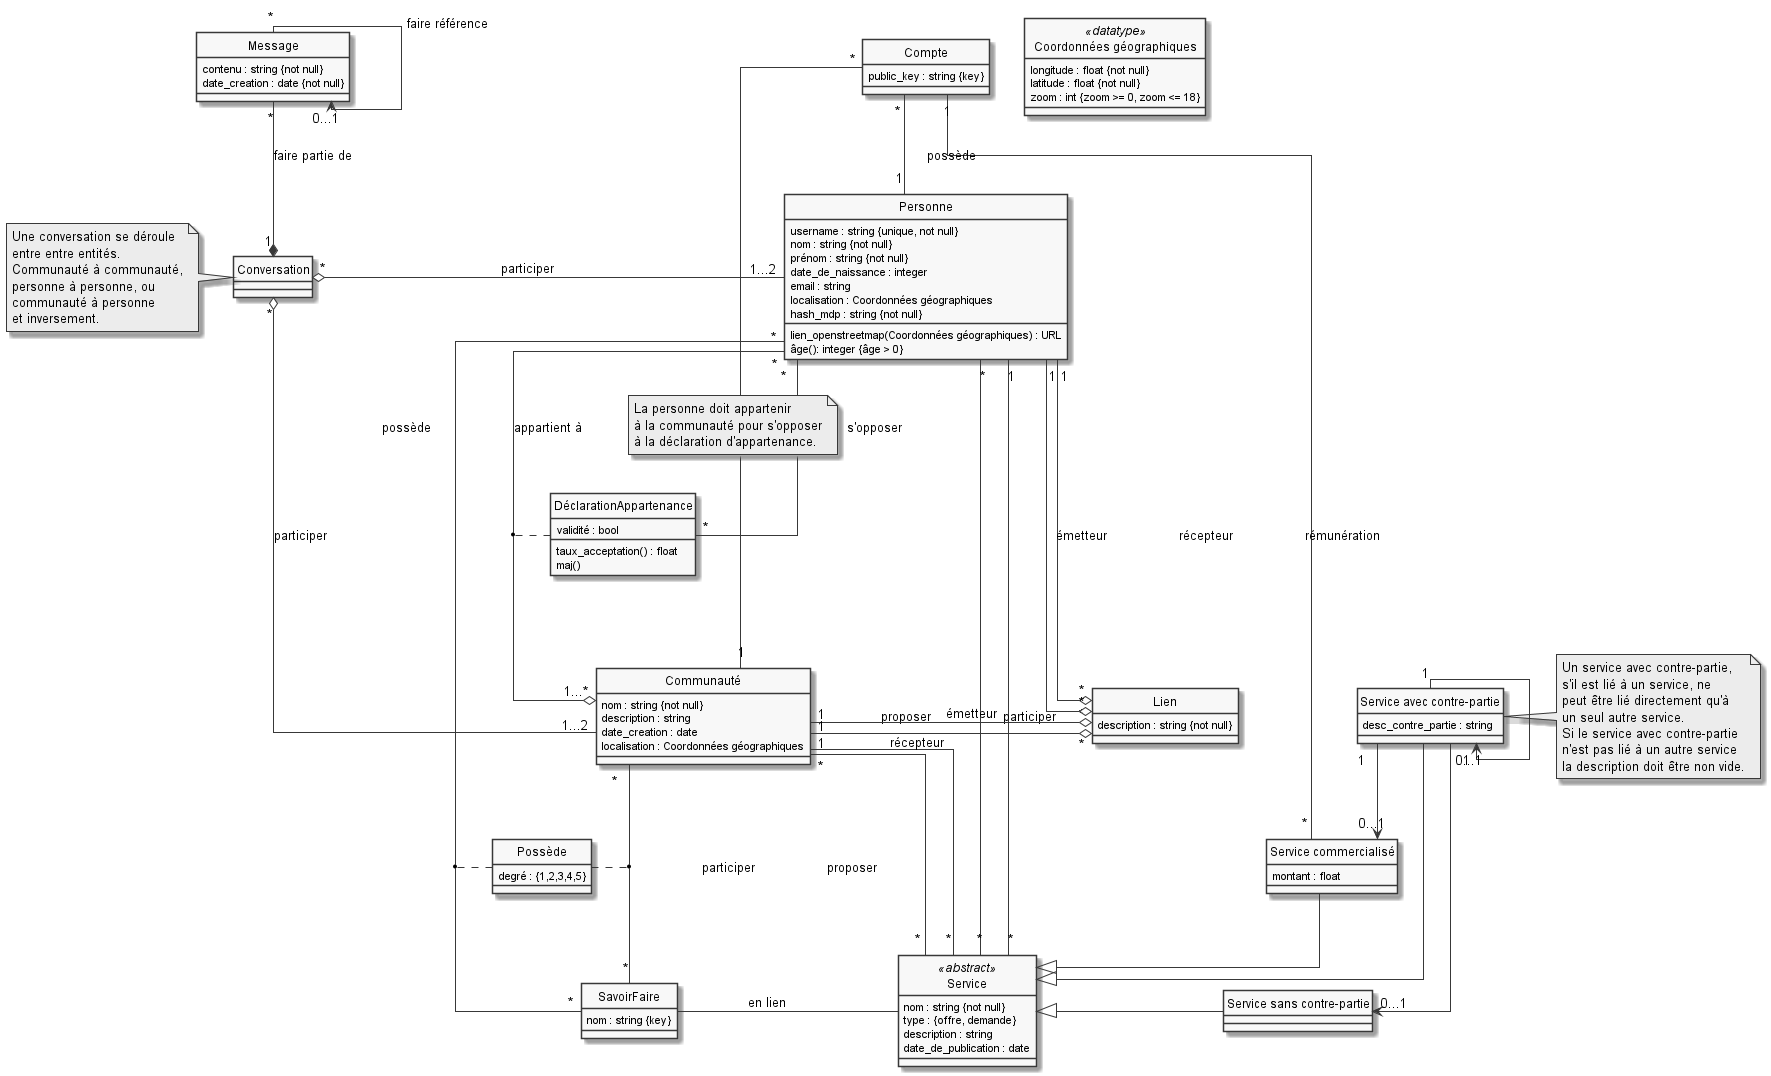 *
faire référence
Message
contenu : string {not null}
date_creation : date {not null}
*
0...1
faire partie de
1
Une conversation se déroule
entre entre entités.
Communauté à communauté,
personne à personne, ou
communauté à personne
et inversement.
Conversation
*
participer
1...2
*
participer
1...2
*
Compte
public_key : string {key}
*
1
possède
1
«datatype»
Coordonnées géographiques
longitude : float {not null}
latitude : float {not null}
zoom : int {zoom >= 0, zoom <= 18}
Personne
username : string {unique, not null}
nom : string {not null}
prénom : string {not null}
date_de_naissance : integer
email : string
localisation : Coordonnées géographiques
hash_mdp : string {not null}
lien_openstreetmap(Coordonnées géographiques) : URL
âge(): integer {âge > 0}
*
*
*
*
1
1
1
possède
appartient à
La personne doit appartenir
à la communauté pour s'opposer
à la déclaration d'appartenance.
s'opposer
DéclarationAppartenance
validité : bool
taux_acceptation() : float
maj()
*
émetteur
récepteur
rémunération
1
1...*
Communauté
nom : string {not null}
description : string
date_creation : date
localisation : Coordonnées géographiques
1
1
1
*
*
proposer
émetteur
participer
récepteur
*
*
*
Lien
description : string {not null}
1
Service avec contre-partie
desc_contre_partie : string
1
0...1
Un service avec contre-partie,
s'il est lié à un service, ne
peut être lié directement qu'à
un seul autre service.
Si le service avec contre-partie
n'est pas lié à un autre service
la description doit être non vide.
*
0...1
Service commercialisé
montant : float
Possède
degré : {1,2,3,4,5}
participer
proposer
*
*
*
*
*
*
SavoirFaire
nom : string {key}
en lien
«abstract»
Service
nom : string {not null}
type : {offre, demande}
description : string
date_de_publication : date
Service sans contre-partie
0...1